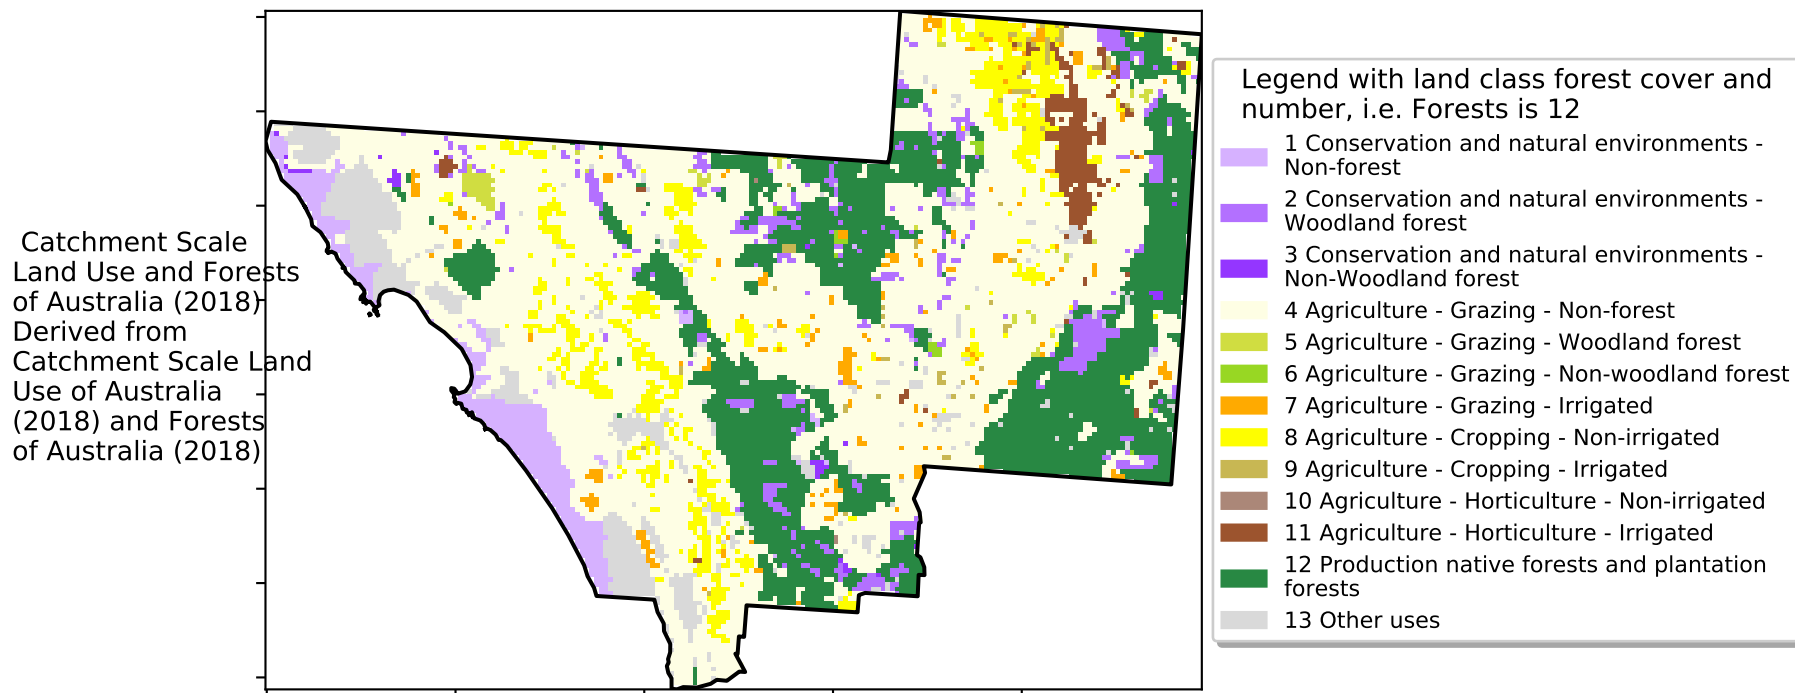 Catchment Scale
Land Use and Forests
of Australia (2018)
Derived from
Catchment Scale Land
Use of Australia
(2018) and Forests
of Australia (2018)
Legend with land class forest cover and
number, i.e. Forests is 12
1 Conservation and natural environments -
Non-forest
2 Conservation and natural environments -
Woodland forest
3 Conservation and natural environments -
Non-Woodland forest
4 Agriculture - Grazing - Non-forest
5 Agriculture - Grazing - Woodland forest
6 Agriculture - Grazing - Non-woodland forest
7 Agriculture - Grazing - Irrigated
8 Agriculture - Cropping - Non-irrigated
9 Agriculture - Cropping - Irrigated
10 Agriculture - Horticulture - Non-irrigated
11 Agriculture - Horticulture - Irrigated
12 Production native forests and plantation
forests
13 Other uses